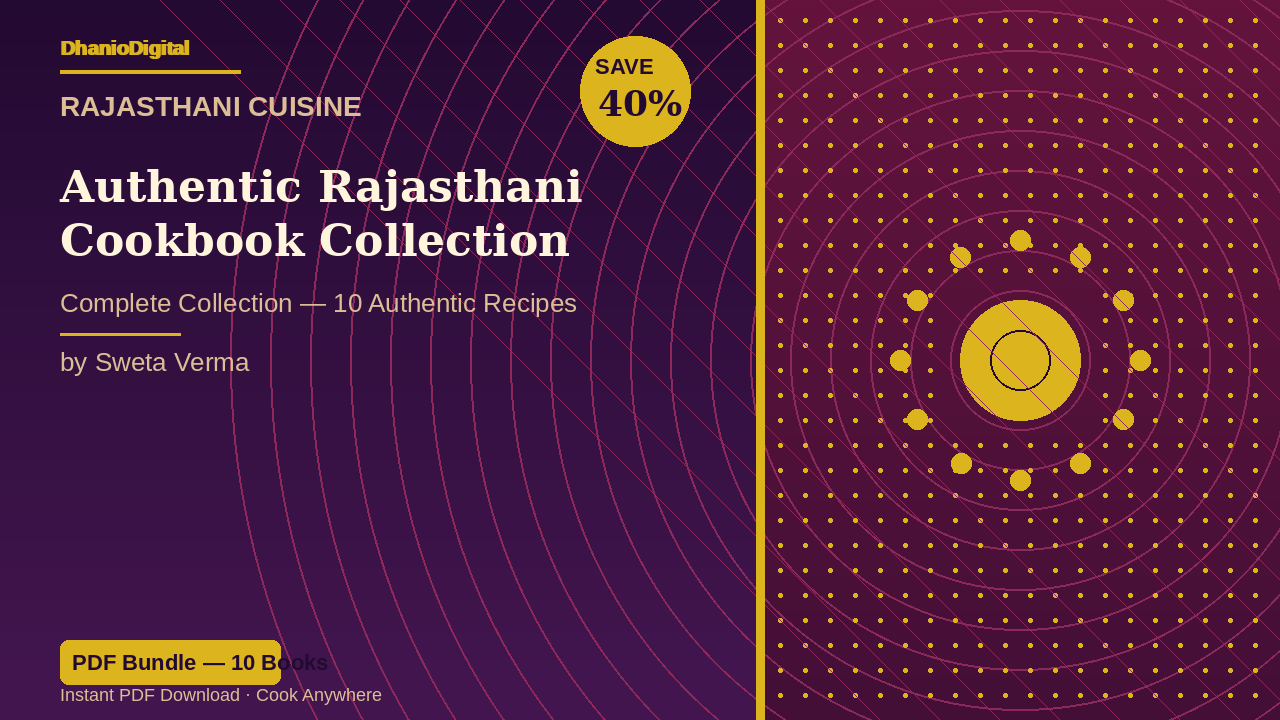 DhanioDigital
SAVE
40%
RAJASTHANI CUISINE
Authentic Rajasthani
Cookbook Collection
Complete Collection — 10 Authentic Recipes
by Sweta Verma
PDF Bundle — 10 Books
Instant PDF Download · Cook Anywhere